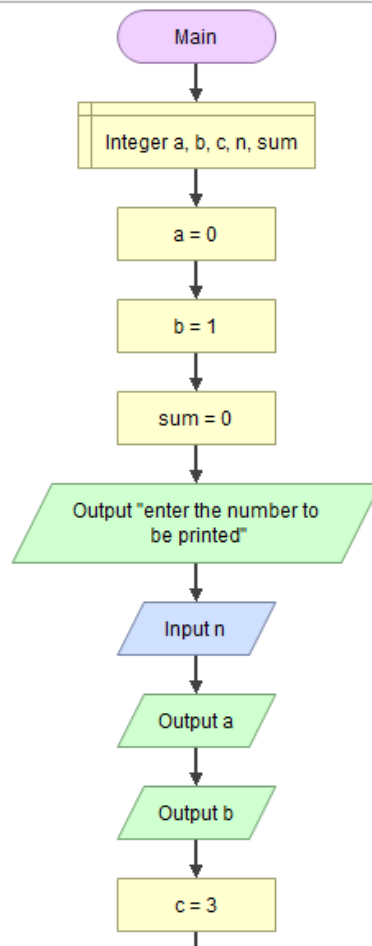 Main
Integer a, b, c, n, sum
a = 0
b = 1
sum = 0
Output "enter the number to
be printed"
Input n
Output a
Output b
c = 3